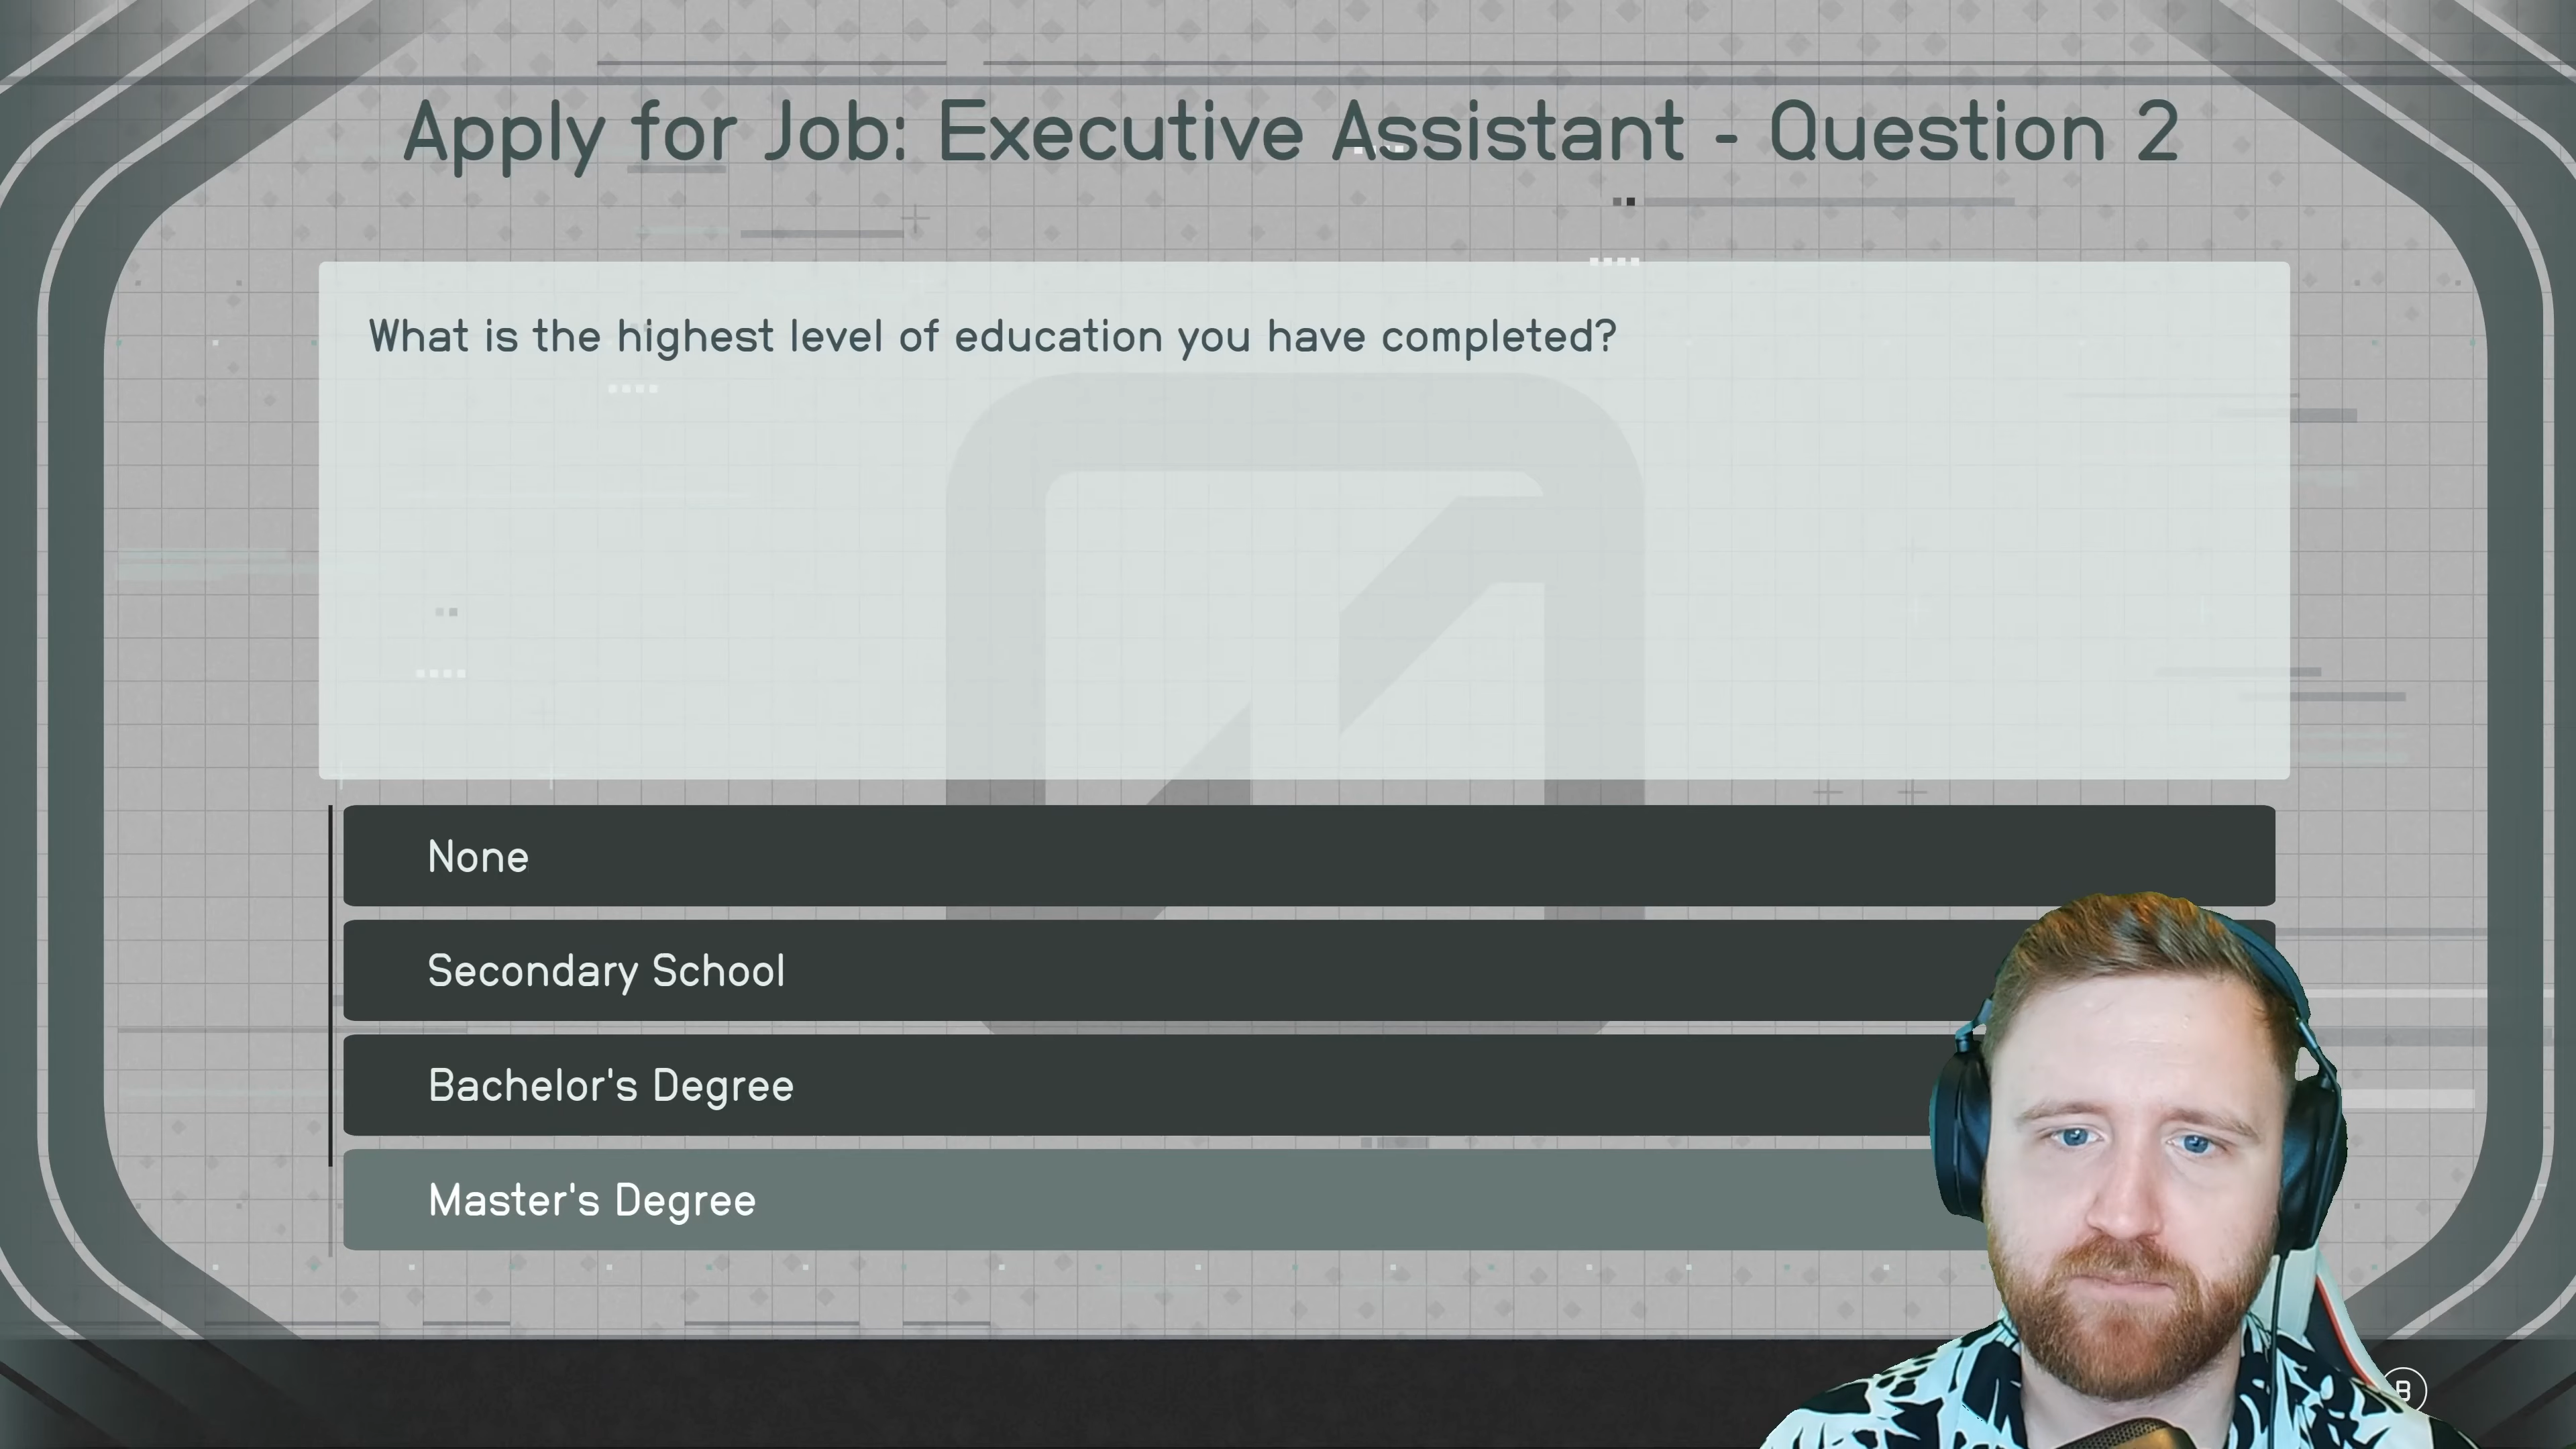 Apply for Job: Executive Assistant - Question 2
What is the highest level of education you have completed?
None
Secondary School
Bachelor's Degree
Master's Degree
B